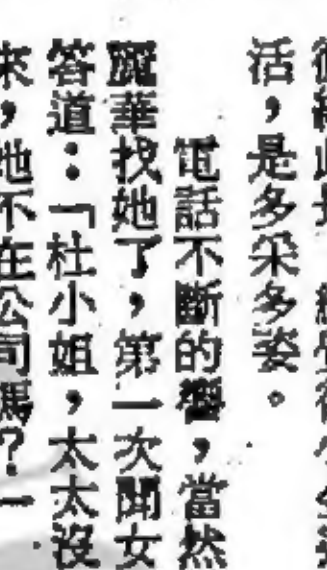 活，是多采多姿。
電話不斷的響，當然
魔華找她了，第一次聞女
答道：「杜小姐，太太沒
來，她不在公司嗎？」